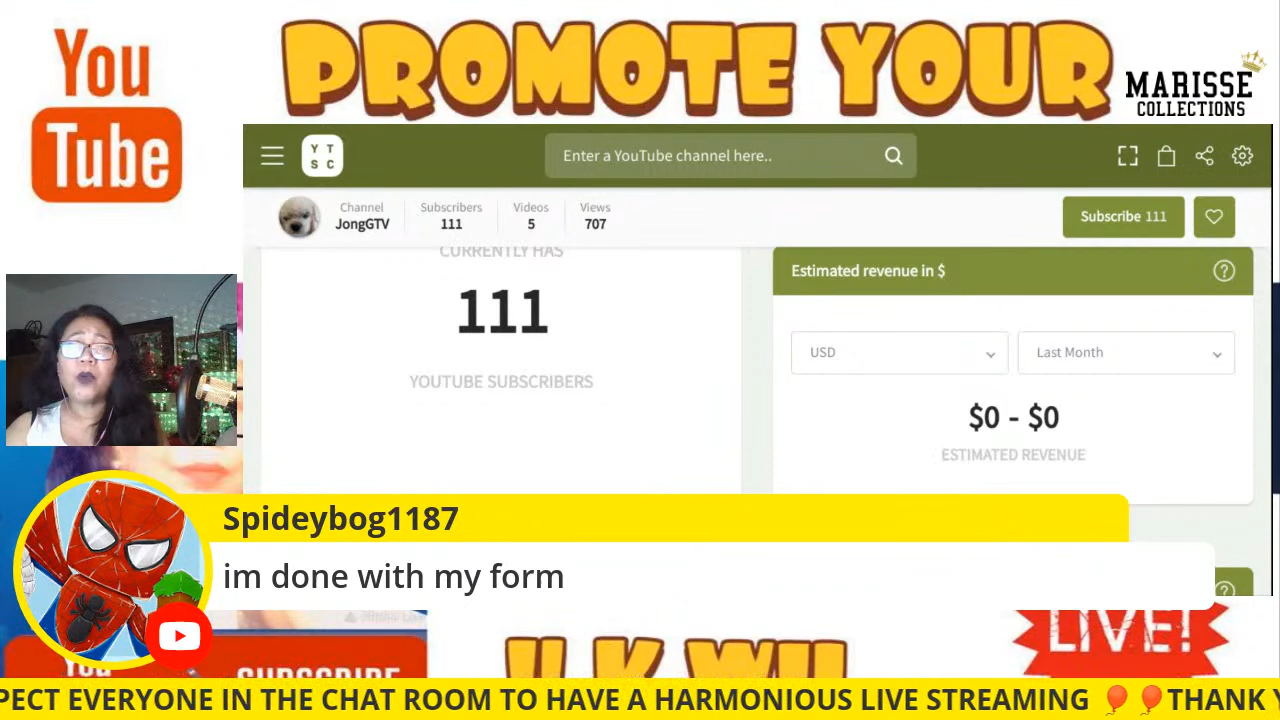 You
Tube
PROMOTE YOUR
MARISSE
COLLECTIONS
Y T
S C
Enter a YouTube channel here..
Channel
JongGTV
Subscribers
111
Videos
5
Views
707
Subscribe 111
CURRENTLY HAS
111
YOUTUBE SUBSCRIBERS
Estimated revenue in $
USD
Last Month
$0 - $0
ESTIMATED REVENUE
Spideybog1187
im done with my form
You
SUBSCRIBE
LIVE!
PECT EVERYONE IN THE CHAT ROOM TO HAVE A HARMONIOUS LIVE STREAMING 🎈🎈THANK Y